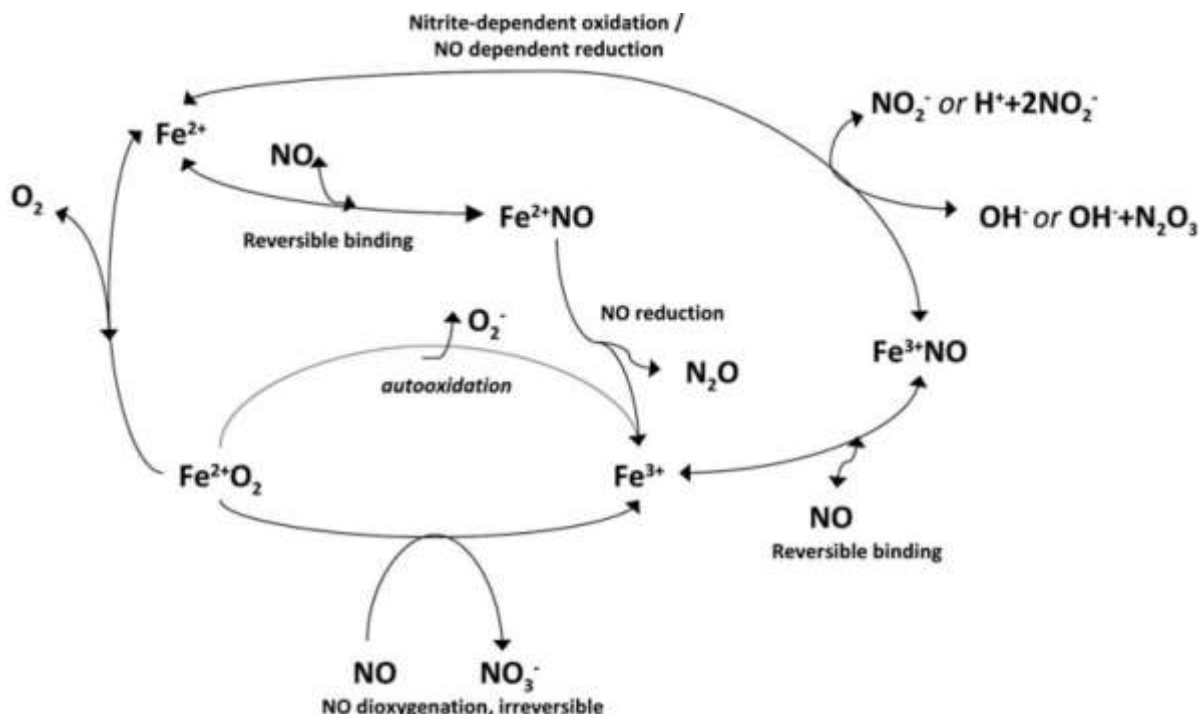 Nitrite-dependent oxidation /
NO dependent reduction
NO₂⁻ or H⁺+2NO₂⁻
Fe²⁺
NO
O₂
Fe²⁺NO
OH⁻ or OH⁻+N₂O₃
Reversible binding
NO reduction
O₂⁻
Fe³⁺NO
N₂O
autooxidation
Fe²⁺O₂
Fe³⁺
NO
Reversible binding
NO
NO₃⁻
NO dioxygenation, irreversible